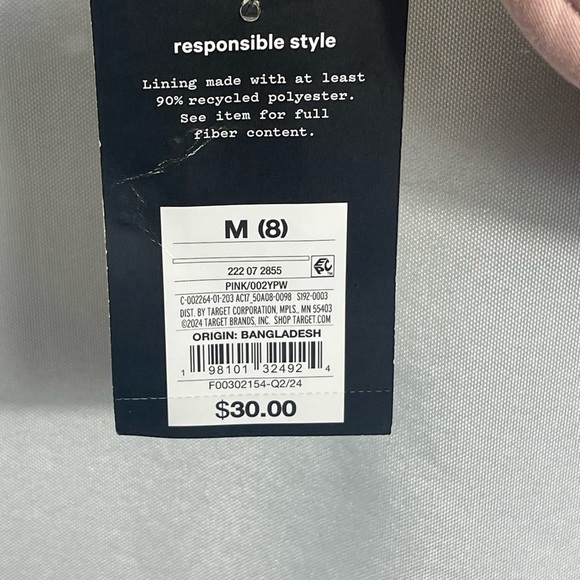 responsible style
Lining made with at least
90% recycled polyester.
See item for full
fiber content.
M (8)
222 07 2855
PINK/002YPW
C-002264-01-203 AC17_50A08-0098 S192-0003
DIST. BY TARGET CORPORATION, MPLS., MN 55403
©2024 TARGET BRANDS, INC. SHOP TARGET.COM
ORIGIN: BANGLADESH
1 98101 32492 4
F00302154-Q2/24
$30.00